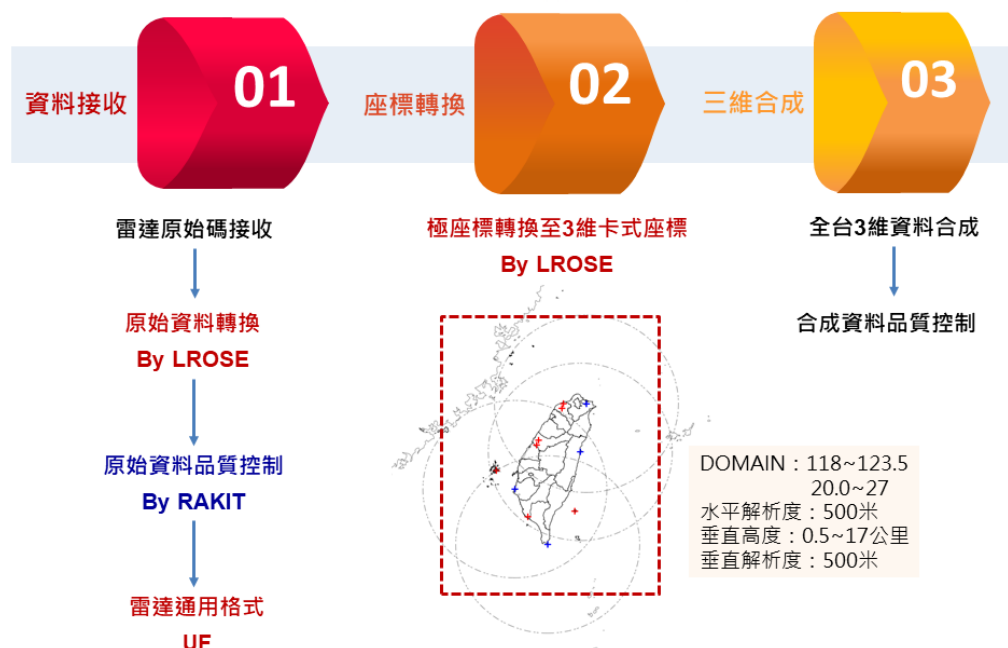 01
資料接收
02
座標轉換
03
三維合成
雷達原始碼接收
原始資料轉換
By LROSE
原始資料品質控制
By RAKIT
雷達通用格式
UF
極座標轉換至3維卡式座標
By LROSE
全台3維資料合成
合成資料品質控制
DOMAIN：118~123.5
20.0~27
水平解析度：500米
垂直高度：0.5~17公里
垂直解析度：500米